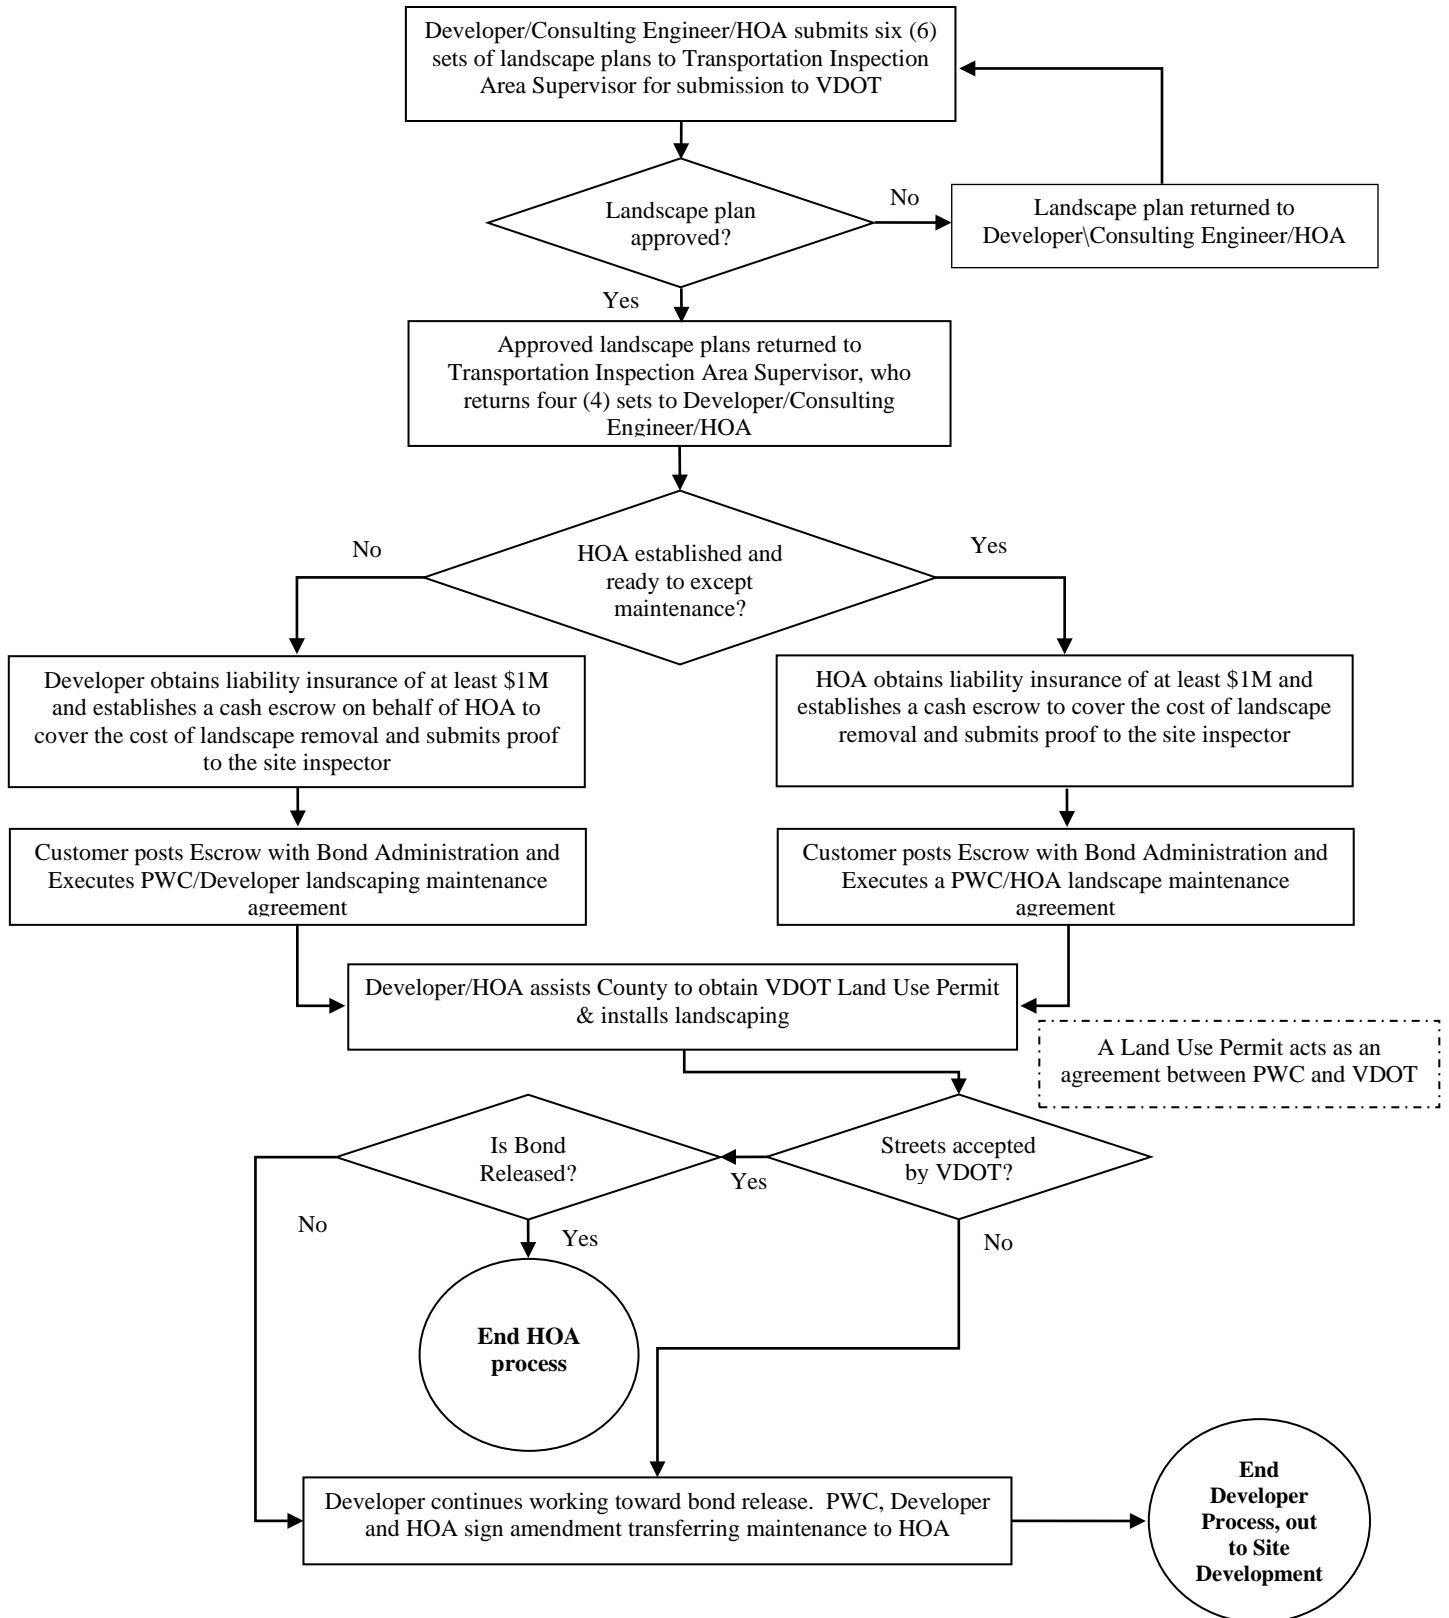 Developer/Consulting Engineer/HOA submits six (6)
sets of landscape plans to Transportation Inspection
Area Supervisor for submission to VDOT
Landscape plan
approved?
No
Landscape plan returned to
Developer\Consulting Engineer/HOA
Yes
Approved landscape plans returned to
Transportation Inspection Area Supervisor, who
returns four (4) sets to Developer/Consulting
Engineer/HOA
No
HOA established and
ready to except
maintenance?
Yes
Developer obtains liability insurance of at least $1M
and establishes a cash escrow on behalf of HOA to
cover the cost of landscape removal and submits proof
to the site inspector
HOA obtains liability insurance of at least $1M and
establishes a cash escrow to cover the cost of landscape
removal and submits proof to the site inspector
Customer posts Escrow with Bond Administration and
Executes PWC/Developer landscaping maintenance
agreement
Customer posts Escrow with Bond Administration and
Executes a PWC/HOA landscape maintenance
agreement
Developer/HOA assists County to obtain VDOT Land Use Permit
& installs landscaping
A Land Use Permit acts as an
agreement between PWC and VDOT
Is Bond
Released?
Yes
Streets accepted
by VDOT?
No
Yes
No
End HOA
process
Developer continues working toward bond release.  PWC, Developer
and HOA sign amendment transferring maintenance to HOA
End
Developer
Process, out
to Site
Development